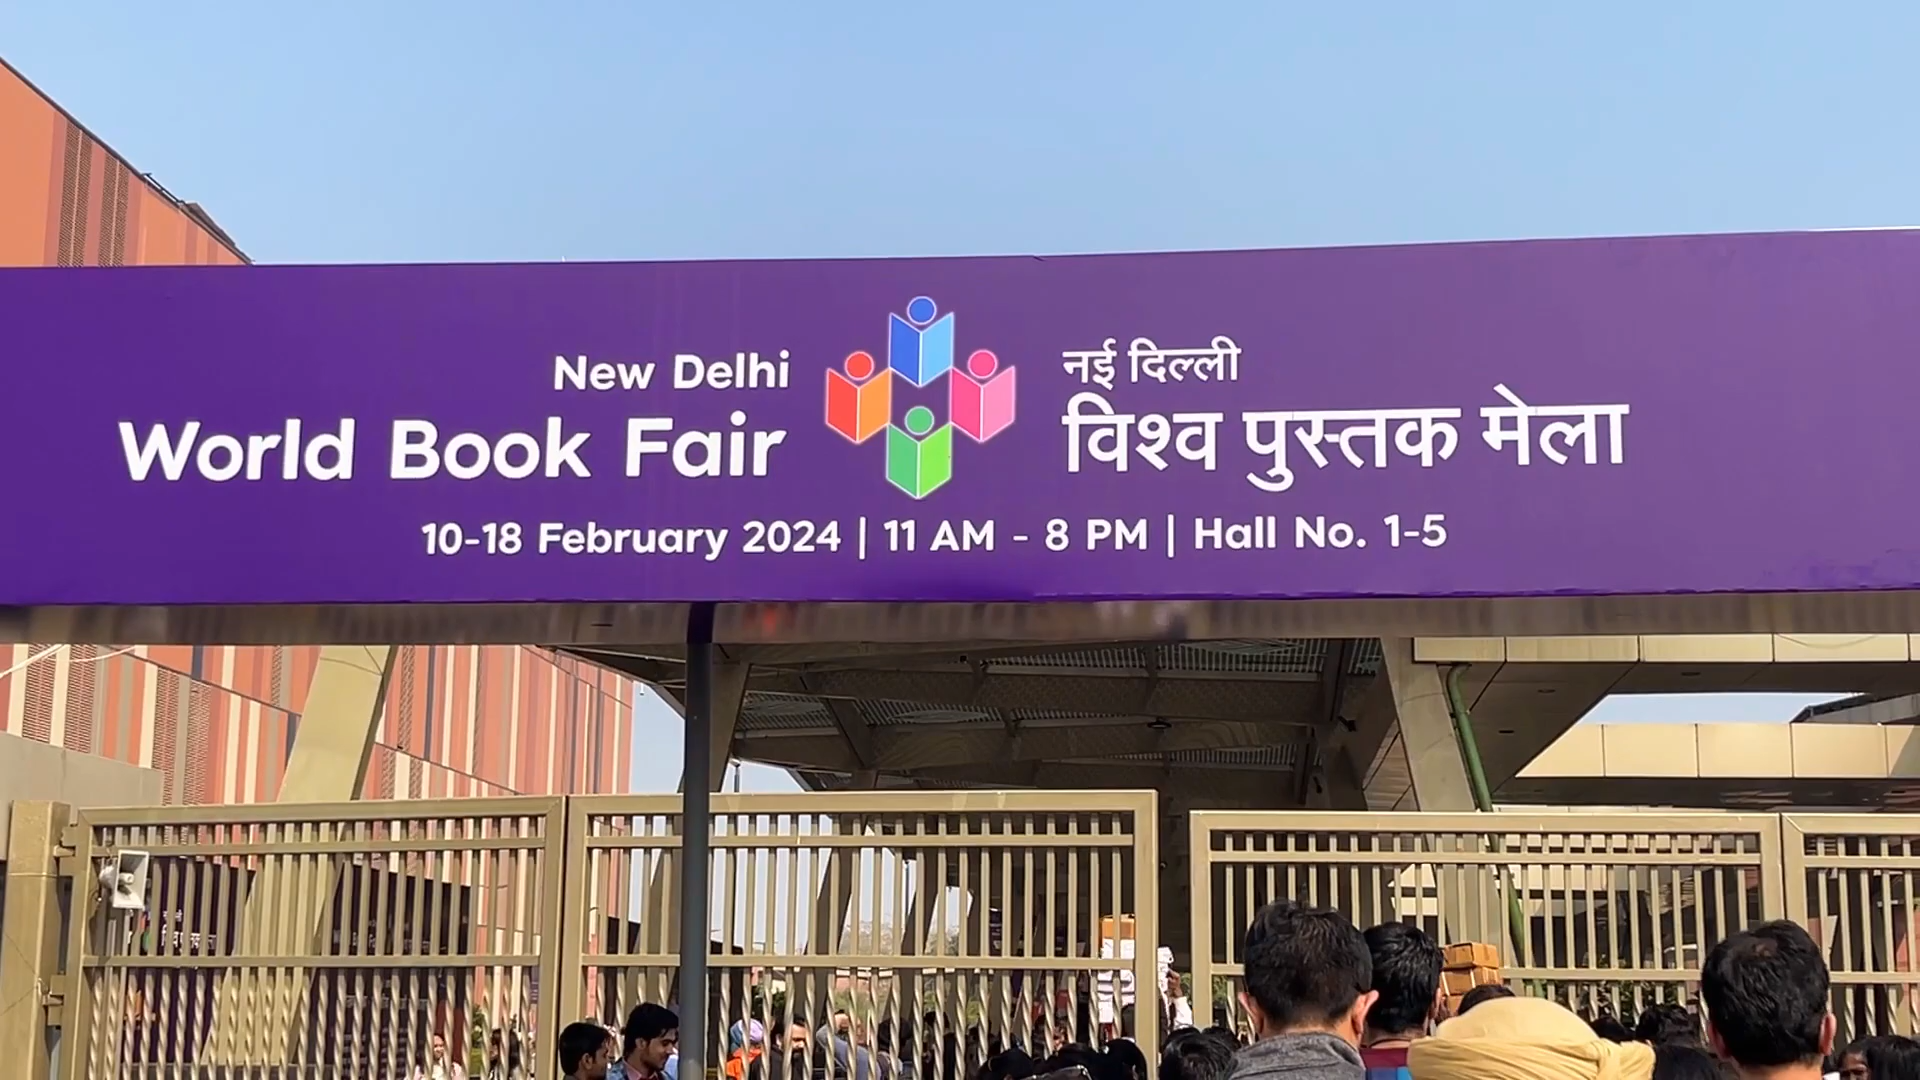 New Delhi
World Book Fair
नई दिल्ली
विश्व पुस्तक मेला
10-18 February 2024 | 11 AM - 8 PM | Hall No. 1-5